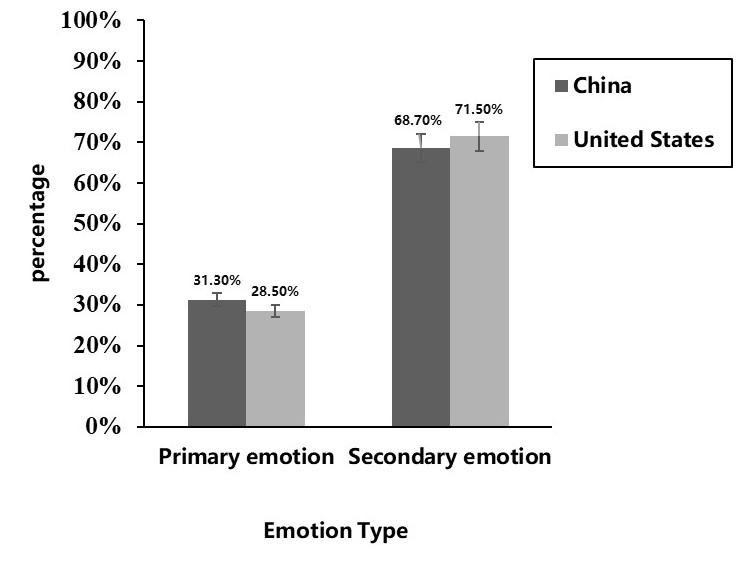 100%
90%
80%
70%
60%
50%
40%
30%
20%
10%
0%
percentage
31.30%
28.50%
68.70%
71.50%
China
United States
Primary emotion
Secondary emotion
Emotion Type